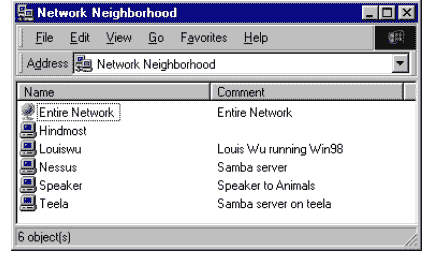 Network Neighborhood
File Edit View Go Favorites Help
Address Network Neighborhood
Name Comment
Entire Network Entire Network
Hindmost
Louiswu Louis Wu running Win98
Nessus Samba server
Speaker Speaker to Animals
Teela Samba server on teela
6 object(s)